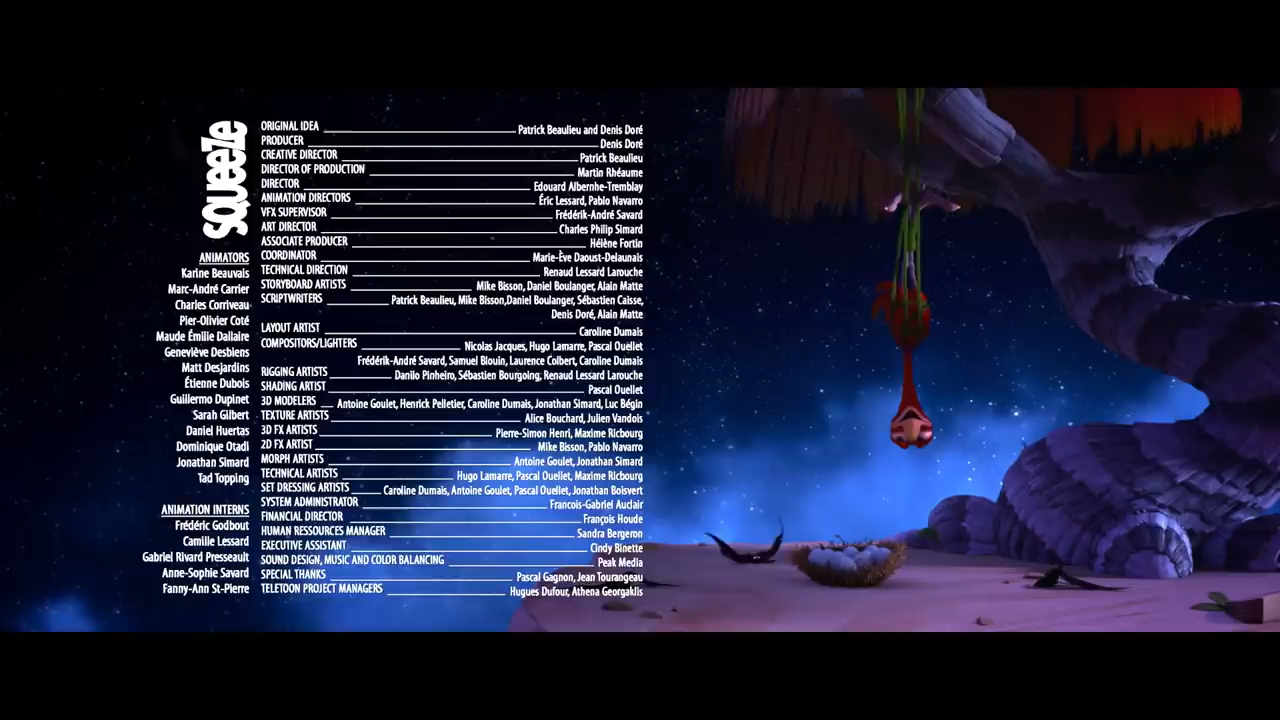 squeeze
ORIGINAL IDEA Patrick Beaulieu and Denis Doré
PRODUCER Denis Doré
CREATIVE DIRECTOR Patrick Beaulieu
DIRECTOR OF PRODUCTION Martin Rhéaume
DIRECTOR Edouard Albernhe-Tremblay
ANIMATION DIRECTORS Éric Lessard, Pablo Navarro
VFX SUPERVISOR Frédérik-André Savard
ART DIRECTOR Charles Philip Simard
ASSOCIATE PRODUCER Hélène Fortin
COORDINATOR Marie-Ève Daoust-Delaunais
TECHNICAL DIRECTION Renaud Lessard Larouche
STORYBOARD ARTISTS Mike Bisson, Daniel Boulanger, Alain Matte
SCRIPTWRITERS Patrick Beaulieu, Mike Bisson,Daniel Boulanger, Sébastien Caisse,
Denis Doré, Alain Matte
LAYOUT ARTIST Caroline Dumais
COMPOSITORS/LIGHTERS Nicolas Jacques, Hugo Lamarre, Pascal Ouellet
Frédérik-André Savard, Samuel Blouin, Laurence Colbert, Caroline Dumais
RIGGING ARTISTS Danilo Pinheiro, Sébastien Bourgoing, Renaud Lessard Larouche
SHADING ARTIST Pascal Ouellet
3D MODELERS Antoine Goulet, Henrick Pelletier, Caroline Dumais, Jonathan Simard, Luc Bégin
TEXTURE ARTISTS Alice Bouchard, Julien Vandois
3D FX ARTISTS Pierre-Simon Henri, Maxime Ricbourg
2D FX ARTIST Mike Bisson, Pablo Navarro
MORPH ARTISTS Antoine Goulet, Jonathan Simard
TECHNICAL ARTISTS Hugo Lamarre, Pascal Ouellet, Maxime Ricbourg
SET DRESSING ARTISTS Caroline Dumais, Antoine Goulet, Pascal Ouellet, Jonathan Boisvert
SYSTEM ADMINISTRATOR Francois-Gabriel Auclair
FINANCIAL DIRECTOR François Houde
HUMAN RESSOURCES MANAGER Sandra Bergeron
EXECUTIVE ASSISTANT Cindy Binette
SOUND DESIGN, MUSIC AND COLOR BALANCING Peak Media
SPECIAL THANKS Pascal Gagnon, Jean Tourangeau
TELETOON PROJECT MANAGERS Hugues Dufour, Athena Georgaklis
ANIMATORS
Karine Beauvais
Marc-André Carrier
Charles Corriveau
Pier-Olivier Coté
Maude Émilie Dallaire
Geneviève Desbiens
Matt Desjardins
Étienne Dubois
Guillermo Dupinet
Sarah Gilbert
Daniel Huertas
Dominique Otadi
Jonathan Simard
Tad Topping
ANIMATION INTERNS
Frédéric Godbout
Camille Lessard
Gabriel Rivard Presseault
Anne-Sophie Savard
Fanny-Ann St-Pierre